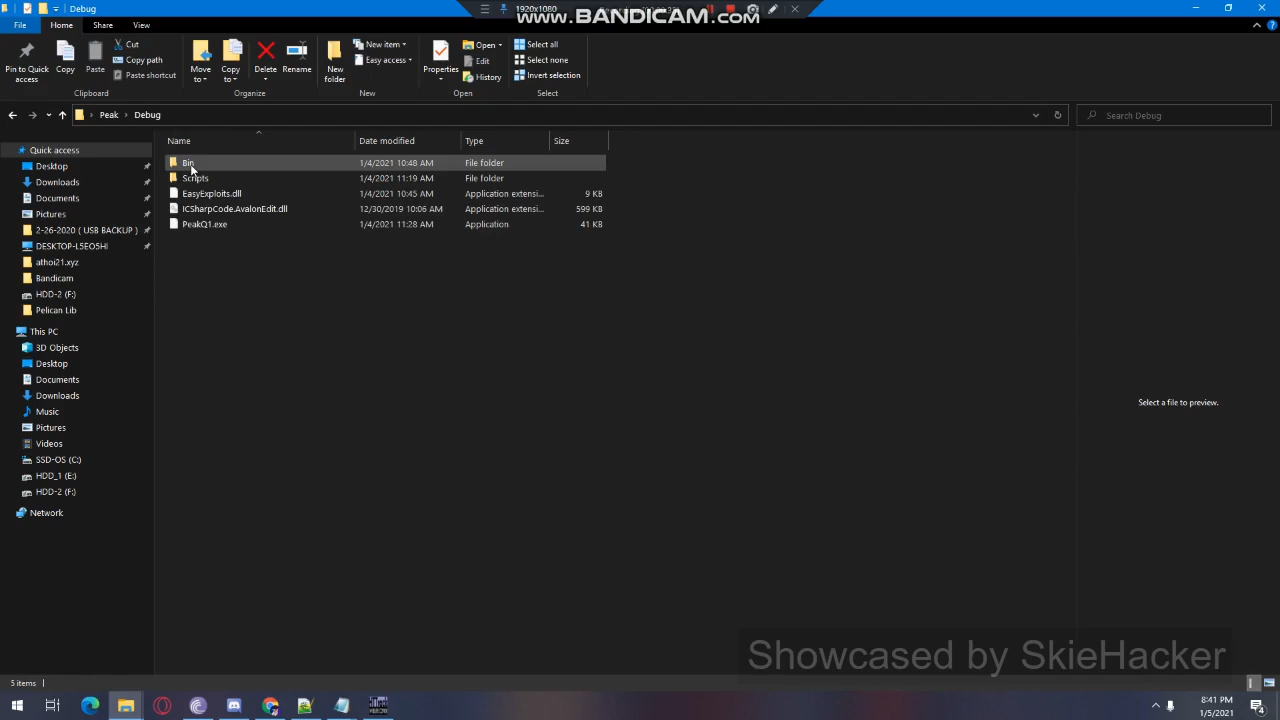 Debug
1920x1080
www.BANDICAM.com
File
Home
Share
View
Pin to Quick access
Copy
Paste
Cut
Copy path
Paste shortcut
Clipboard
Move to
Copy to
Delete
Rename
Organize
New folder
New item
Easy access
New
Properties
Open
Edit
History
Open
Select all
Select none
Invert selection
Select
Peak > Debug
Search Debug
Name Date modified Type Size
Bin 1/4/2021 10:48 AM File folder
Scripts 1/4/2021 11:19 AM File folder
EasyExploits.dll 1/4/2021 10:45 AM Application extensi... 9 KB
ICSharpCode.AvalonEdit.dll 12/30/2019 10:06 AM Application extensi... 599 KB
PeakQ1.exe 1/4/2021 11:28 AM Application 41 KB
Quick access
Desktop
Downloads
Documents
Pictures
2-26-2020 ( USB BACKUP )
DESKTOP-L5EO5HI
athoi21.xyz
Bandicam
HDD-2 (F:)
Pelican Lib
This PC
3D Objects
Desktop
Documents
Downloads
Music
Pictures
Videos
SSD-OS (C:)
HDD_1 (E:)
HDD-2 (F:)
Network
Select a file to preview.
Showcased by SkieHacker
5 items
8:41 PM
1/5/2021
4